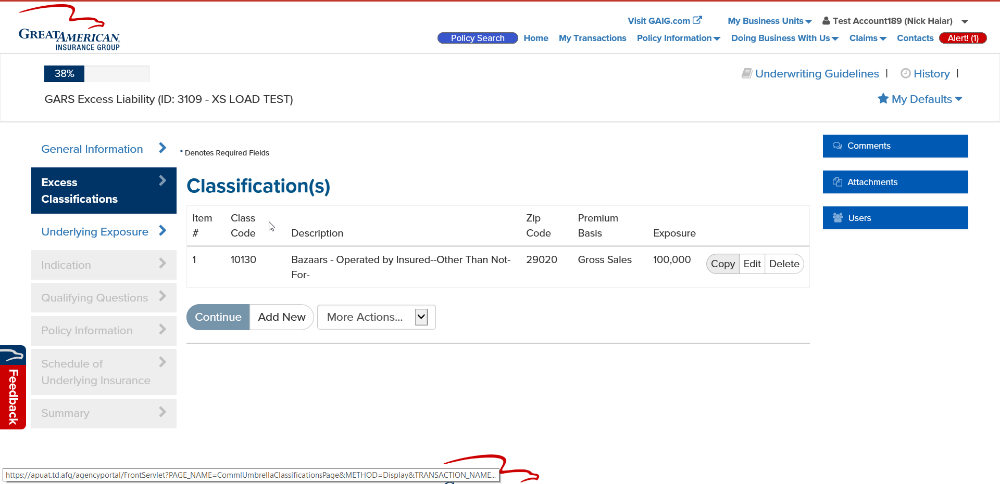 GREATAMERICAN
INSURANCE GROUP
Visit GAIG.com
My Business Units
Test Account189 (Nick Haiar)
Policy Search
Home
My Transactions
Policy Information
Doing Business With Us
Claims
Contacts
Alert! (1)
38%
Underwriting Guidelines |
History |
GARS Excess Liability (ID: 3109 - XS LOAD TEST)
My Defaults
General Information
Excess
Classifications
Underlying Exposure
Indication
Qualifying Questions
Policy Information
Schedule of
Underlying Insurance
Summary
Feedback
* Denotes Required Fields
Classification(s)
Item
#
Class
Code
Description
Zip
Code
Premium
Basis
Exposure
1
10130
Bazaars - Operated by Insured--Other Than Not-
For-
29020
Gross Sales
100,000
Copy
Edit
Delete
Continue
Add New
More Actions...
Comments
Attachments
Users
https://apuat.td.afg/agencyportal/FrontServlet?PAGE_NAME=CommlUmbrellaClassificationsPage&METHOD=Display&TRANSACTION_NAME...